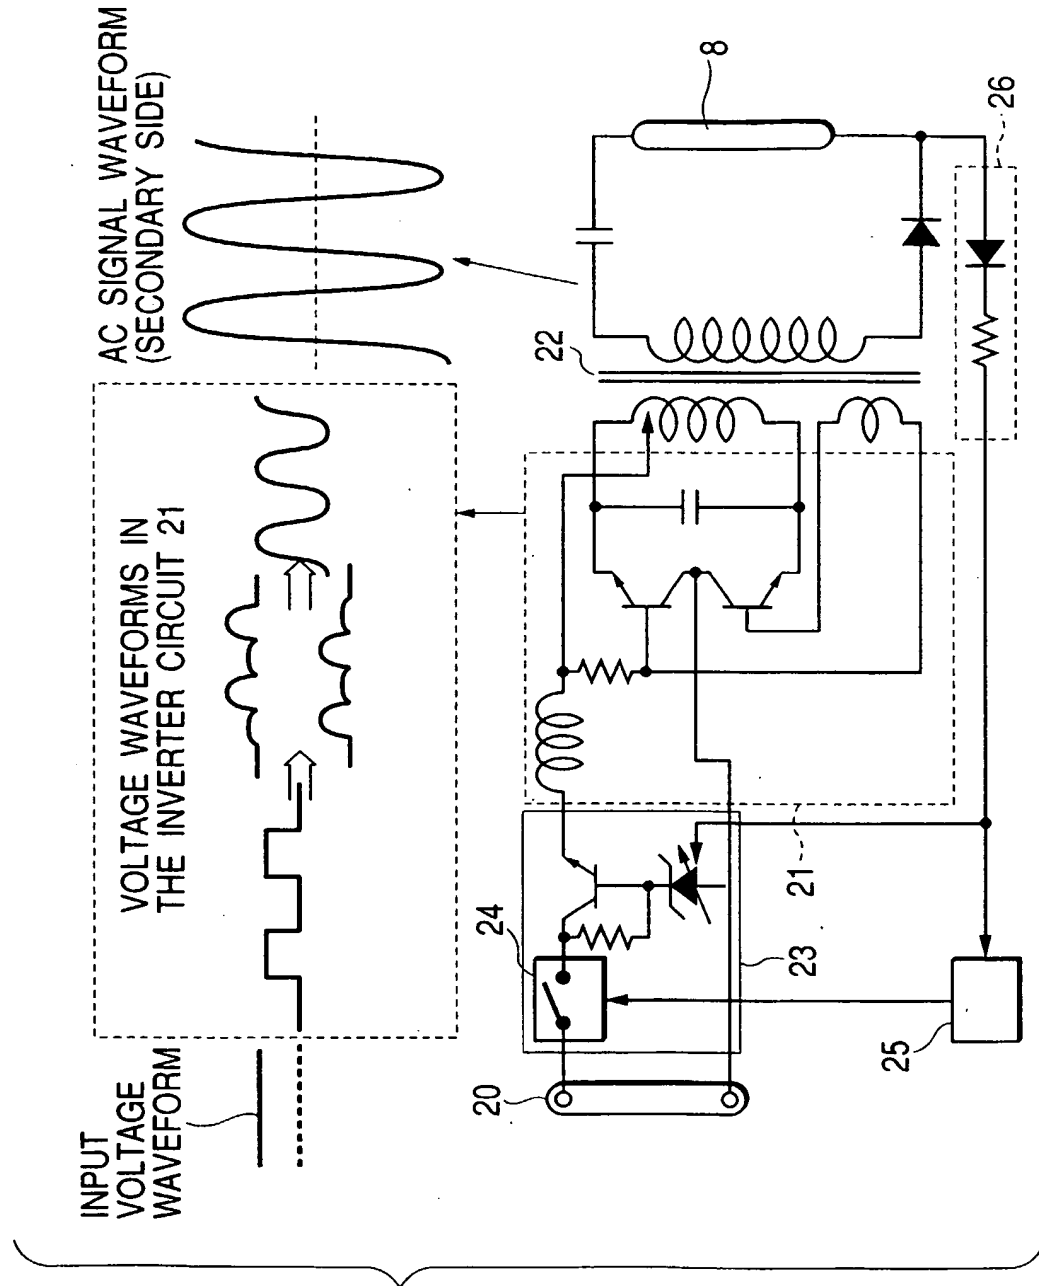 INPUT
VOLTAGE
WAVEFORM
VOLTAGE WAVEFORMS IN
THE INVERTER CIRCUIT 21
AC SIGNAL WAVEFORM
(SECONDARY SIDE)
20
24
22
8
23
21
25
26